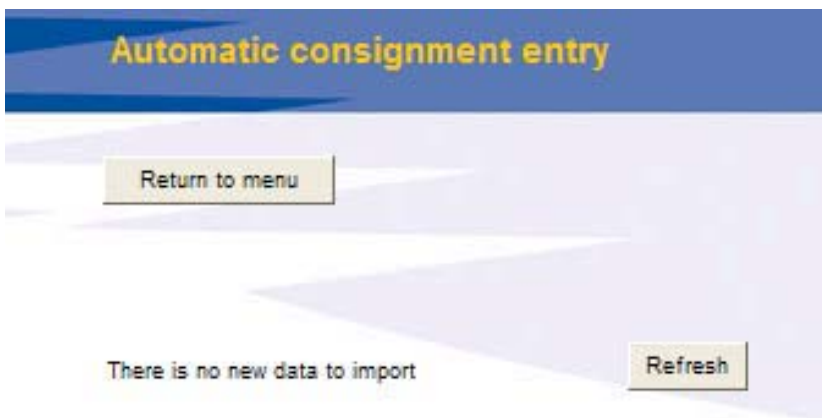 Automatic consignment entry
Return to menu
There is no new data to import
Refresh